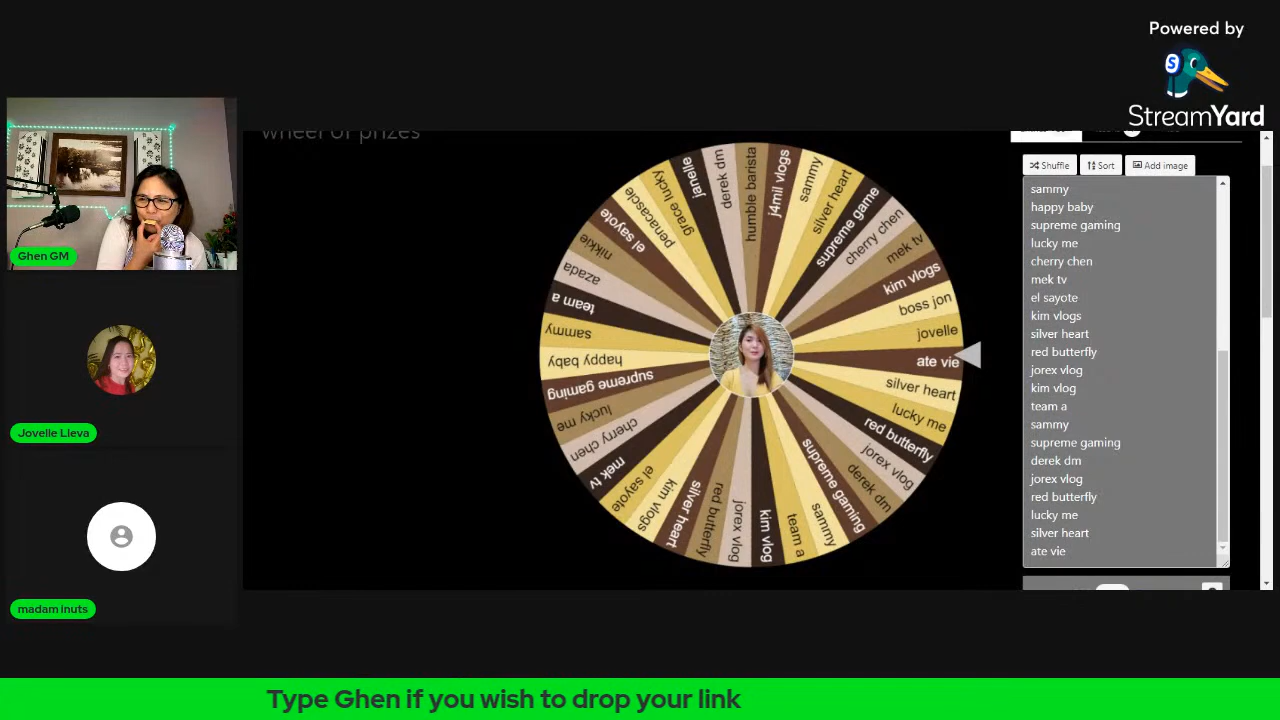 Powered by
StreamYard
wheel of prizes
Shuffle
Sort
Add image
sammy
happy baby
supreme gaming
lucky me
cherry chen
mek tv
el sayote
kim vlogs
silver heart
red butterfly
jorex vlog
kim vlog
team a
sammy
supreme gaming
derek dm
jorex vlog
red butterfly
lucky me
silver heart
ate vie
humble barista
j4mil vlogs
sammy
silver heart
supreme game
cherry chen
mek tv
kim vlogs
boss jon
jovelle
ate vie
silver heart
lucky me
red butterfly
jorex vlog
derek dm
supreme gaming
sammy
team a
kim vlog
jorex vlog
red butterfly
silver heart
kim vlogs
el sayote
mek tv
cherry chen
lucky me
supreme gaming
happy baby
sammy
team a
azada
nikkie
el sayote
penacascle
grace lucky
janelle
derek dm
Ghen GM
Jovelle Lleva
madam inuts
Type Ghen if you wish to drop your link